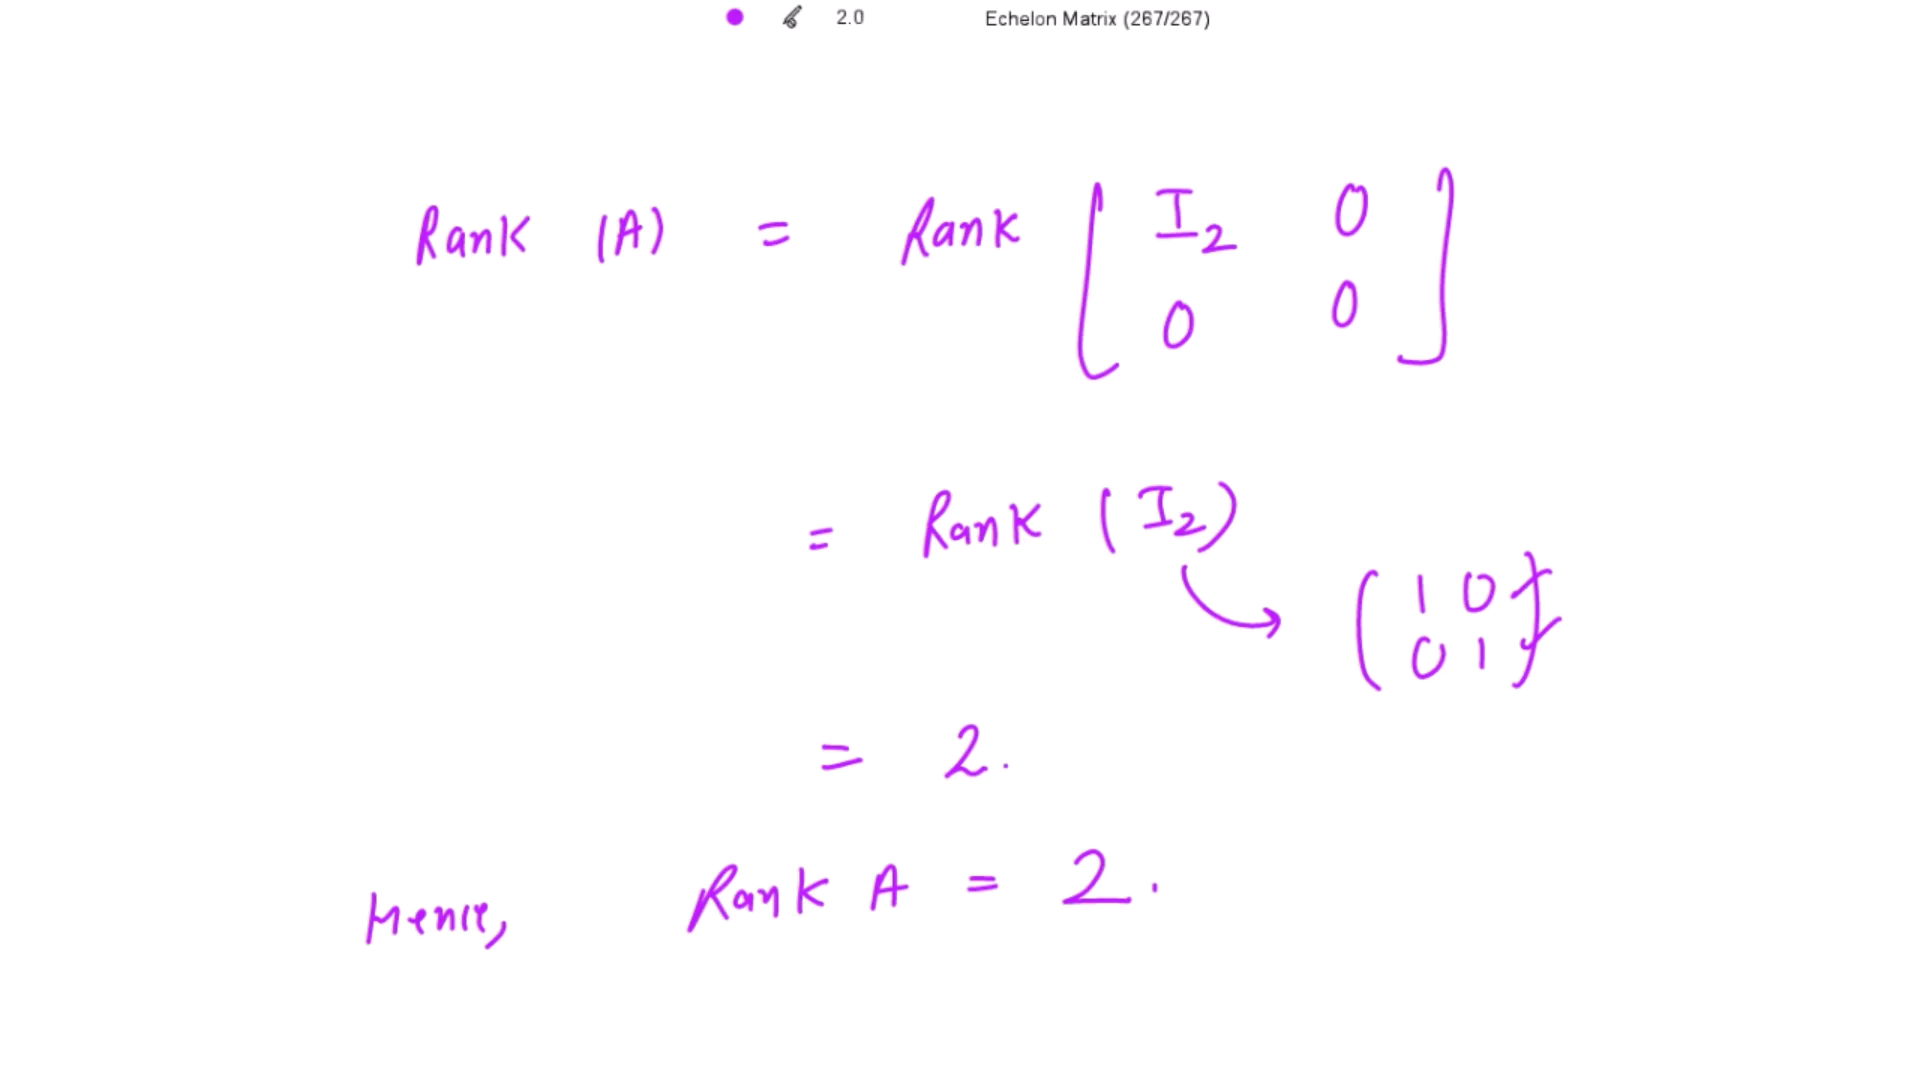 2.0 Echelon Matrix (267/267)
Rank (A) = Rank [ I₂ 0
0 0 ]
= Rank (I₂)
( 1 0
0 1 )
= 2.
Hence, Rank A = 2.